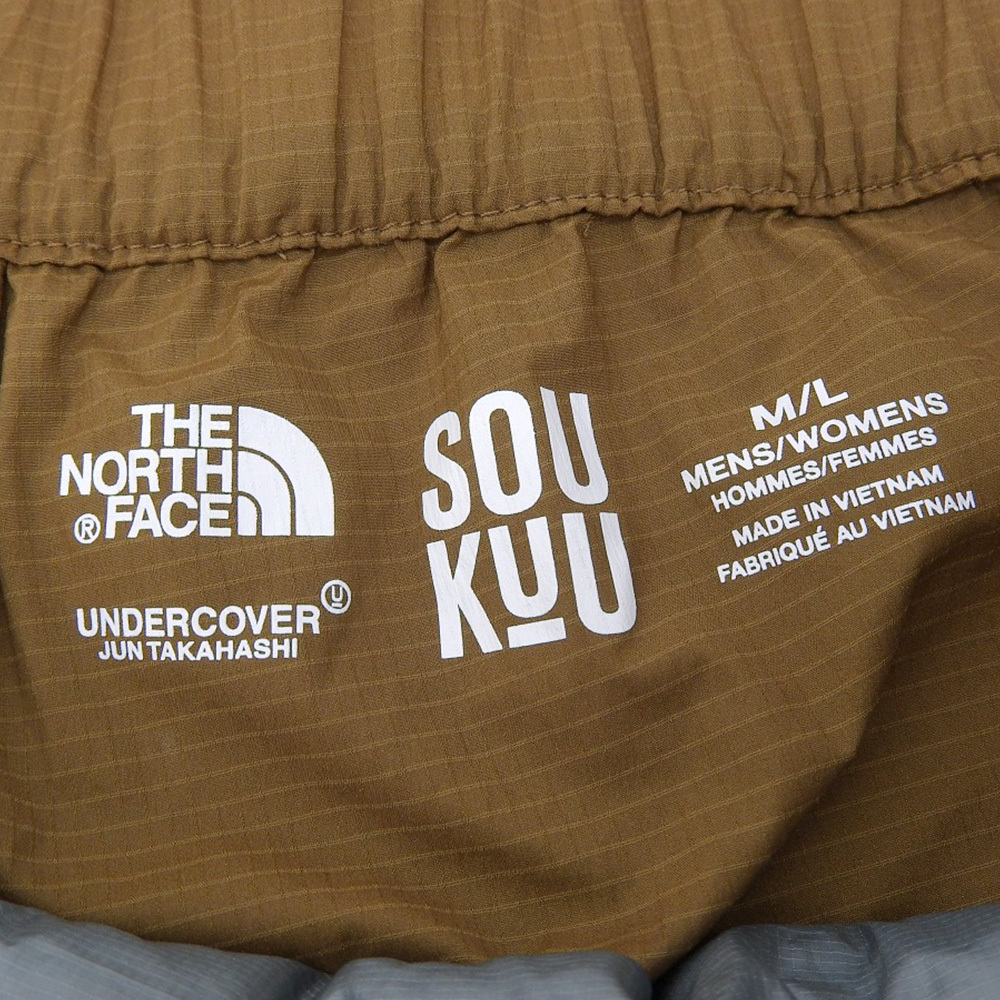 THE
NORTH
® FACE
UNDERCOVER Ⓤ
JUN TAKAHASHI
SOU
KUU
M/L
MENS/WOMENS
HOMMES/FEMMES
MADE IN VIETNAM
FABRIQUÉ AU VIETNAM